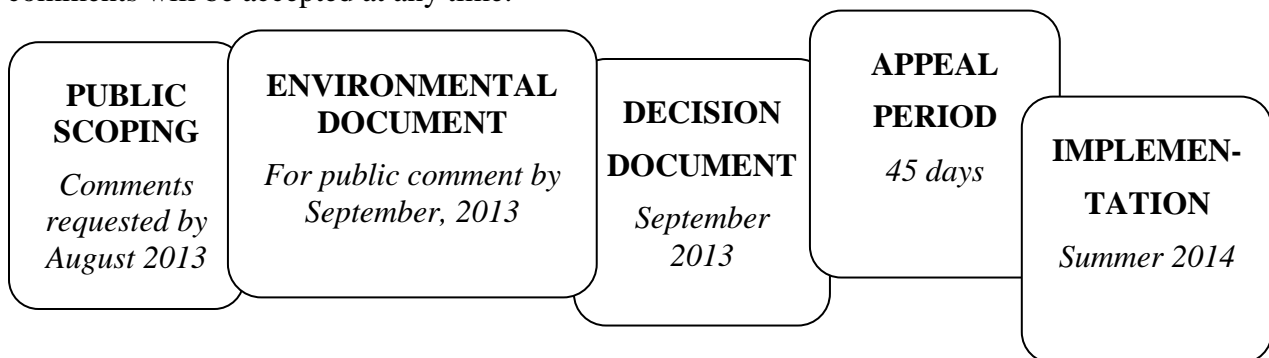 comments will be accepted at any time.
PUBLIC
SCOPING
Comments
requested by
August 2013
ENVIRONMENTAL
DOCUMENT
For public comment by
September, 2013
DECISION
DOCUMENT
September
2013
APPEAL
PERIOD
45 days
IMPLEMEN-
TATION
Summer 2014